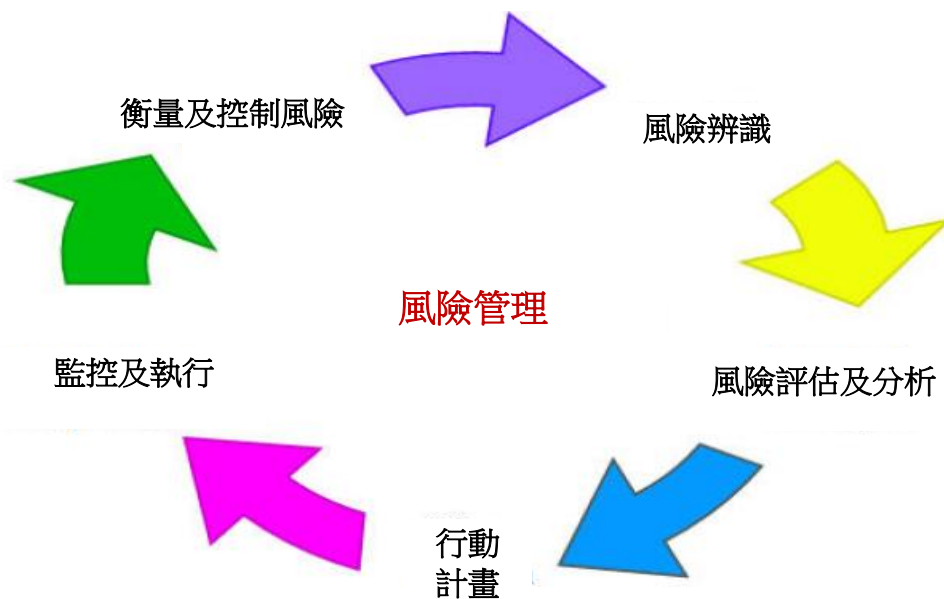 衡量及控制風險
風險辨識
風險管理
監控及執行
風險評估及分析
行動
計畫